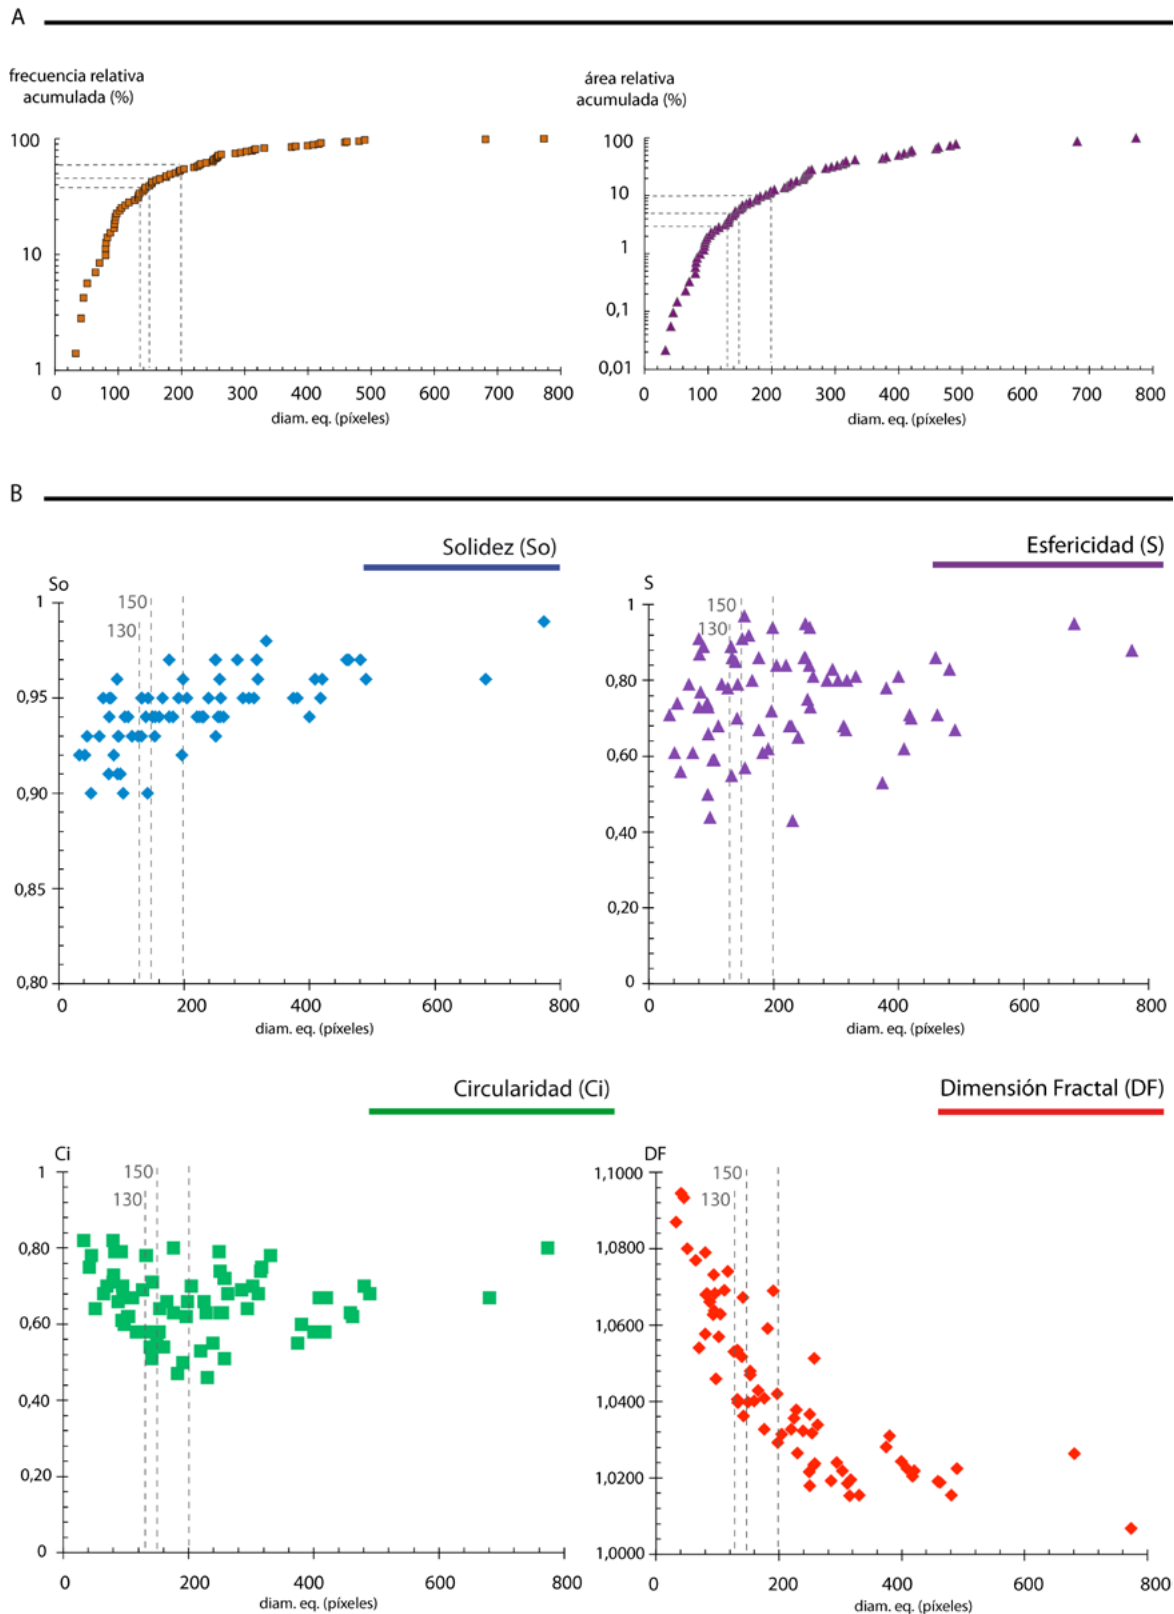 A
frecuencia relativa
acumulada (%)
100
10
1
0 100 200 300 400 500 600 700 800
diam. eq. (píxeles)
área relativa
acumulada (%)
100
10
1
0,1
0,01
0 100 200 300 400 500 600 700 800
diam. eq. (píxeles)
B
Solidez (So)
So
1
150
130
0,95
0,90
0,85
0,80
0 200 400 600 800
diam. eq. (píxeles)
Esfericidad (S)
S
1
150
130
0,80
0,60
0,40
0,20
0
0 200 400 600 800
diam. eq. (píxeles)
Circularidad (Ci)
Ci
1
150
130
0,80
0,60
0,40
0,20
0
0 200 400 600 800
diam. eq. (píxeles)
Dimensión Fractal (DF)
DF
1,1000
150
130
1,0800
1,0600
1,0400
1,0200
1,0000
0 200 400 600 800
diam. eq. (píxeles)